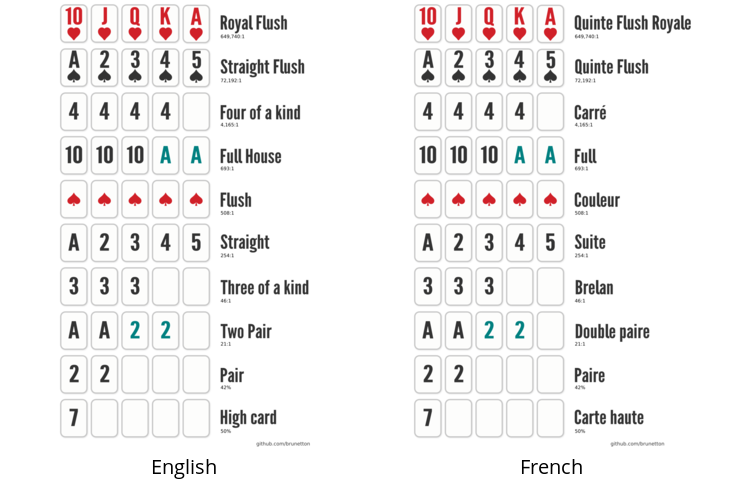 10 J Q K A Royal Flush
649,740:1
A 2 3 4 5 Straight Flush
72,192:1
4 4 4 4 Four of a kind
4,165:1
10 10 10 A A Full House
693:1
Flush
508:1
A 2 3 4 5 Straight
254:1
3 3 3 Three of a kind
46:1
A A 2 2 Two Pair
21:1
2 2 Pair
42%
7 High card
50%
github.com/brunetton
English
10 J Q K A Quinte Flush Royale
649,740:1
A 2 3 4 5 Quinte Flush
72,192:1
4 4 4 4 Carré
4,165:1
10 10 10 A A Full
693:1
Couleur
508:1
A 2 3 4 5 Suite
254:1
3 3 3 Brelan
46:1
A A 2 2 Double paire
21:1
2 2 Paire
42%
7 Carte haute
50%
github.com/brunetton
French